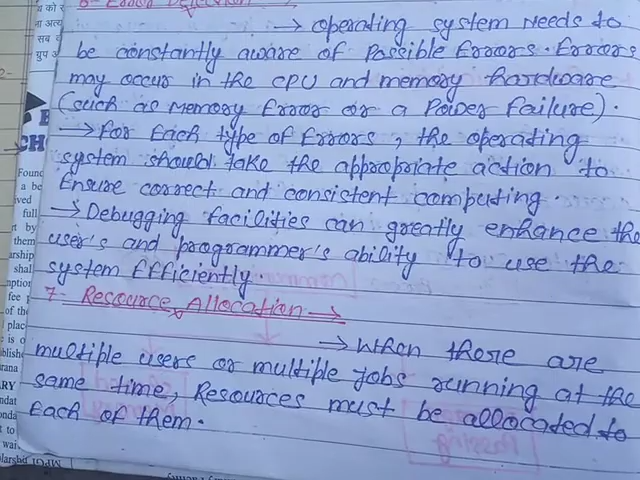 6- Error Detection
→ operating system Needs to
be constantly aware of Possible Errors. Errors
may occur in the CPU and memory hardware
(such as Memory Error or a Power Failure).
→ for Each type of Errors, the operating
system should take the appropriate action to
Ensure correct and consistent computing.
→ Debugging facilities can greatly enhance the
user's and programmer's ability to use the
system Efficiently.
7- Resource Allocation →
→ When there are
multiple users or multiple Jobs running at the
same time, Resources must be allocated to
Each of them.